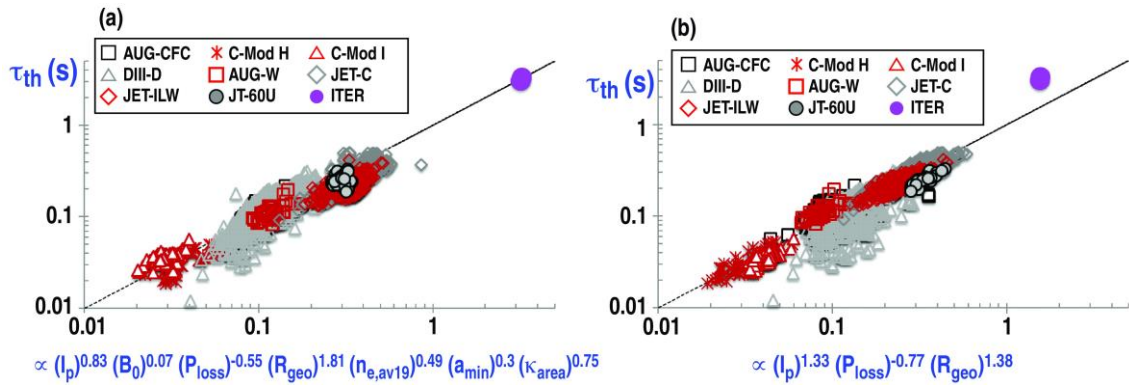 (a)
AUG-CFC C-Mod H C-Mod I
DIII-D AUG-W JET-C
JET-ILW JT-60U ITER
τth (s)
1
0.1
0.01
0.01 0.1 1
∝ (Ip)^0.83 (B0)^0.07 (Ploss)^-0.55 (Rgeo)^1.81 (ne,av19)^0.49 (amin)^0.3 (κarea)^0.75
(b)
AUG-CFC C-Mod H C-Mod I
DIII-D AUG-W JET-C
JET-ILW JT-60U ITER
τth (s)
1
0.1
0.01
0.01 0.1 1
∝ (Ip)^1.33 (Ploss)^-0.77 (Rgeo)^1.38